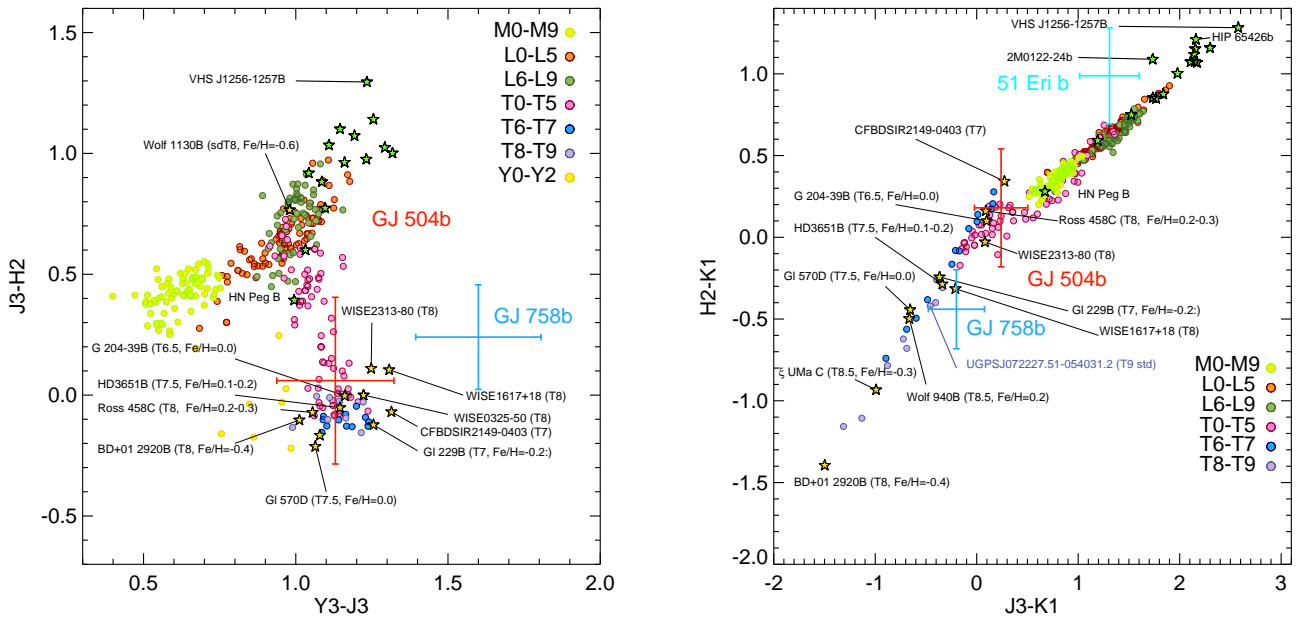 M0-M9
L0-L5
L6-L9
T0-T5
T6-T7
T8-T9
Y0-Y2
VHS J1256-1257B
Wolf 1130B (sdT8, Fe/H=-0.6)
GJ 504b
HN Peg B
WISE2313-80 (T8)
GJ 758b
G 204-39B (T6.5, Fe/H=0.0)
HD3651B (T7.5, Fe/H=0.1-0.2)
Ross 458C (T8, Fe/H=0.2-0.3)
BD+01 2920B (T8, Fe/H=-0.4)
WISE1617+18 (T8)
WISE0325-50 (T8)
CFBDSIR2149-0403 (T7)
Gl 229B (T7, Fe/H=-0.2:)
Gl 570D (T7.5, Fe/H=0.0)
1.5
1.0
0.5
0.0
-0.5
J3-H2
0.5
1.0
1.5
2.0
Y3-J3
VHS J1256-1257B
HIP 65426b
2M0122-24b
51 Eri b
CFBDSIR2149-0403 (T7)
HN Peg B
G 204-39B (T6.5, Fe/H=0.0)
Ross 458C (T8, Fe/H=0.2-0.3)
HD3651B (T7.5, Fe/H=0.1-0.2)
WISE2313-80 (T8)
GJ 504b
Gl 570D (T7.5, Fe/H=0.0)
Gl 229B (T7, Fe/H=-0.2:)
GJ 758b
WISE1617+18 (T8)
UGPSJ072227.51-054031.2 (T9 std)
ξ UMa C (T8.5, Fe/H=-0.3)
Wolf 940B (T8.5, Fe/H=0.2)
BD+01 2920B (T8, Fe/H=-0.4)
M0-M9
L0-L5
L6-L9
T0-T5
T6-T7
T8-T9
1.4
1.0
0.5
0.0
-0.5
-1.0
-1.5
-2.0
H2-K1
-2
-1
0
1
2
3
J3-K1